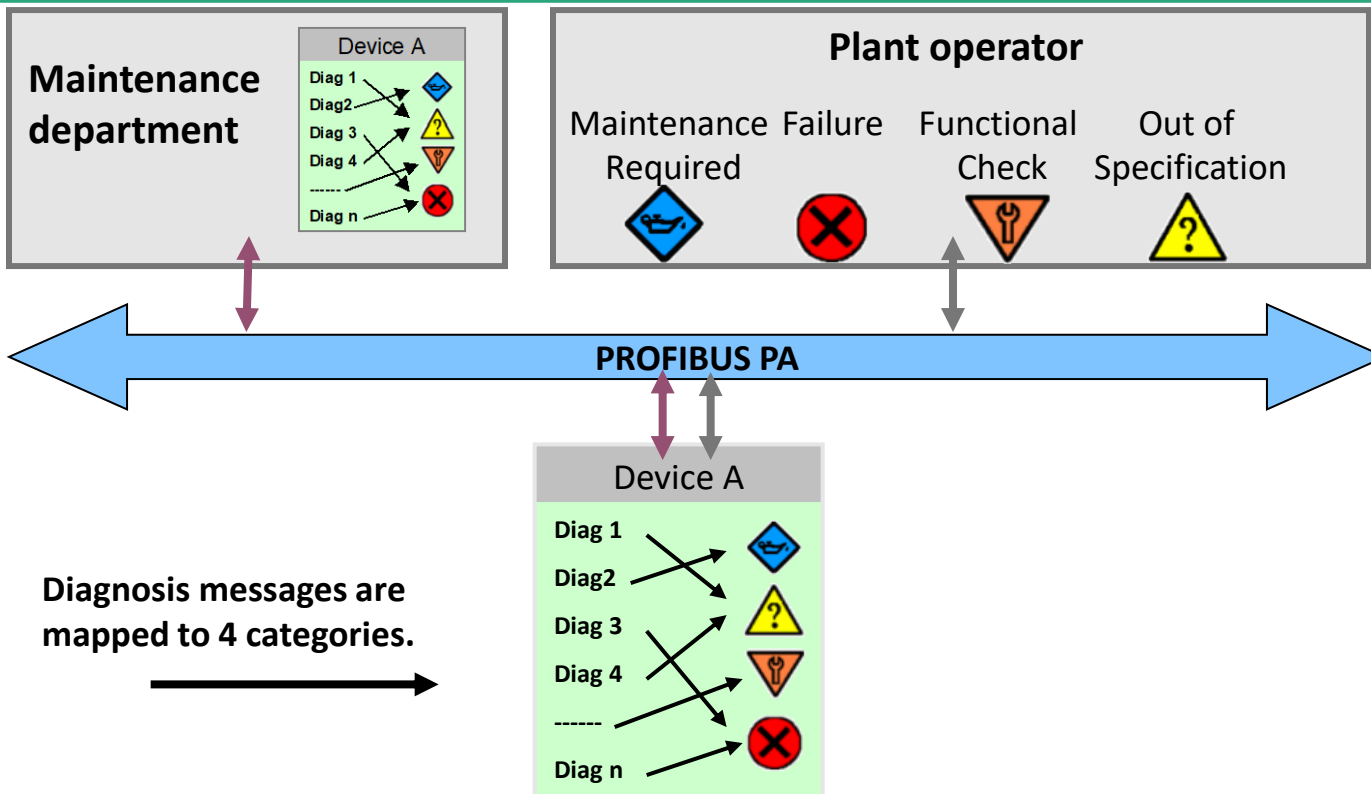 Maintenance
department
Device A
Diag 1
Diag2
Diag 3
Diag 4
------
Diag n
Plant operator
Maintenance
Required
Failure
Functional
Check
Out of
Specification
?
?
PROFIBUS PA
Diagnosis messages are
mapped to 4 categories.
Device A
Diag 1
Diag2
Diag 3
Diag 4
------
Diag n
?